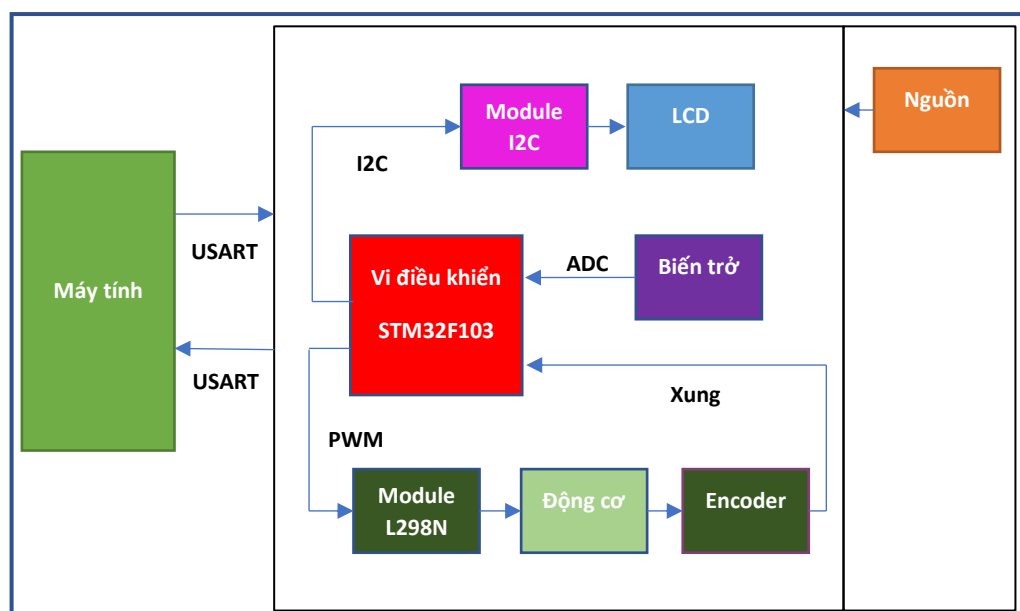 Module
I2C
LCD
Nguồn
I2C
USART
Máy tính
Vi điều khiển
STM32F103
ADC
Biến trở
USART
Xung
PWM
Module
L298N
Động cơ
Encoder